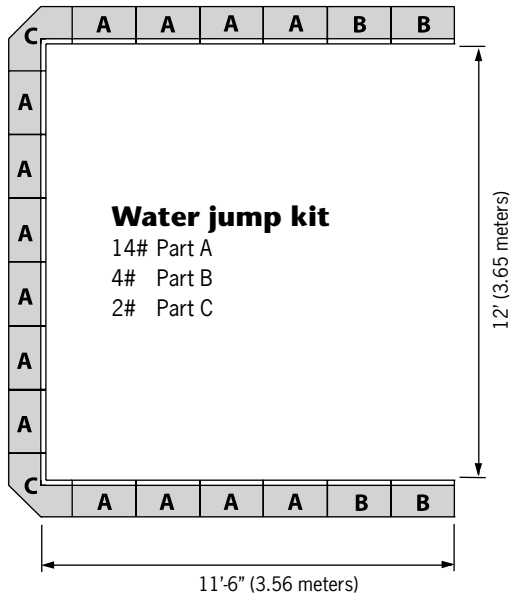 C A A A A B B
A
A
A
A
A
A
Water jump kit
14# Part A
4# Part B
2# Part C
12' (3.65 meters)
C
A A A A B B
11'-6" (3.56 meters)